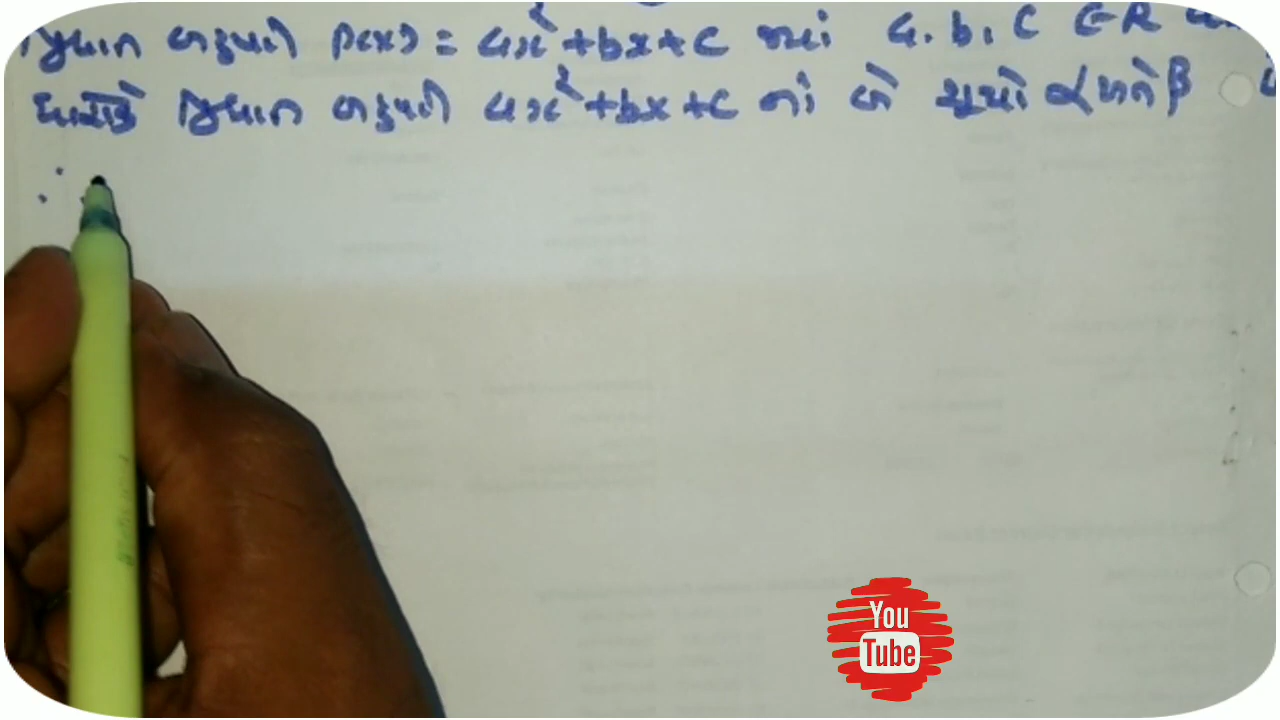 દ્વિઘાત બહુપદી p(x) = ax² + bx + c જ્યાં a, b, c ∈ R
ધારોકે દ્વિઘાત બહુપદી ax² + bx + c નાં બે શૂન્યો α અને β
∴
You
Tube